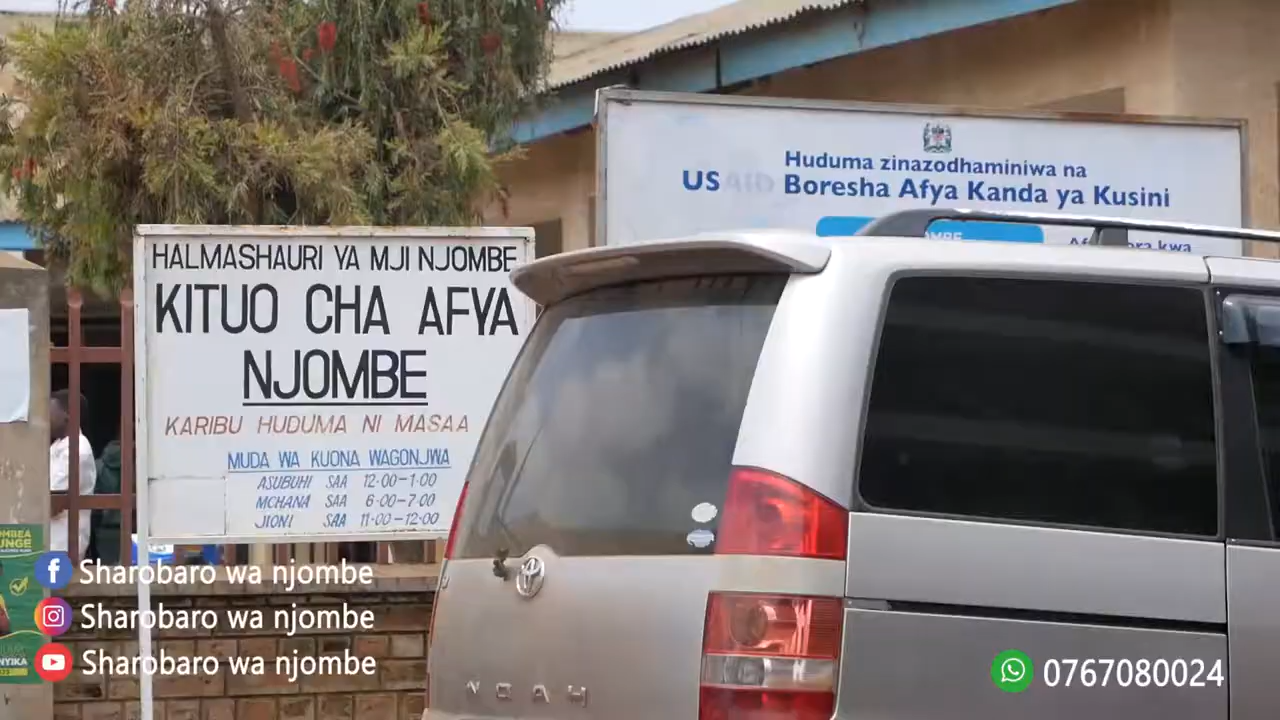 HALMASHAURI YA MJI NJOMBE
KITUO CHA AFYA
NJOMBE
KARIBU HUDUMA NI MASAA
MUDA WA KUONA WAGONJWA
ASUBUHI SAA 12.00-1.00
MCHANA SAA 6.00-7.00
JIONI SAA 11.00-12.00
Huduma zinazodhaminiwa na
USAID Boresha Afya Kanda ya Kusini
kwa
NOAH
Sharobaro wa njombe
Sharobaro wa njombe
Sharobaro wa njombe
0767080024